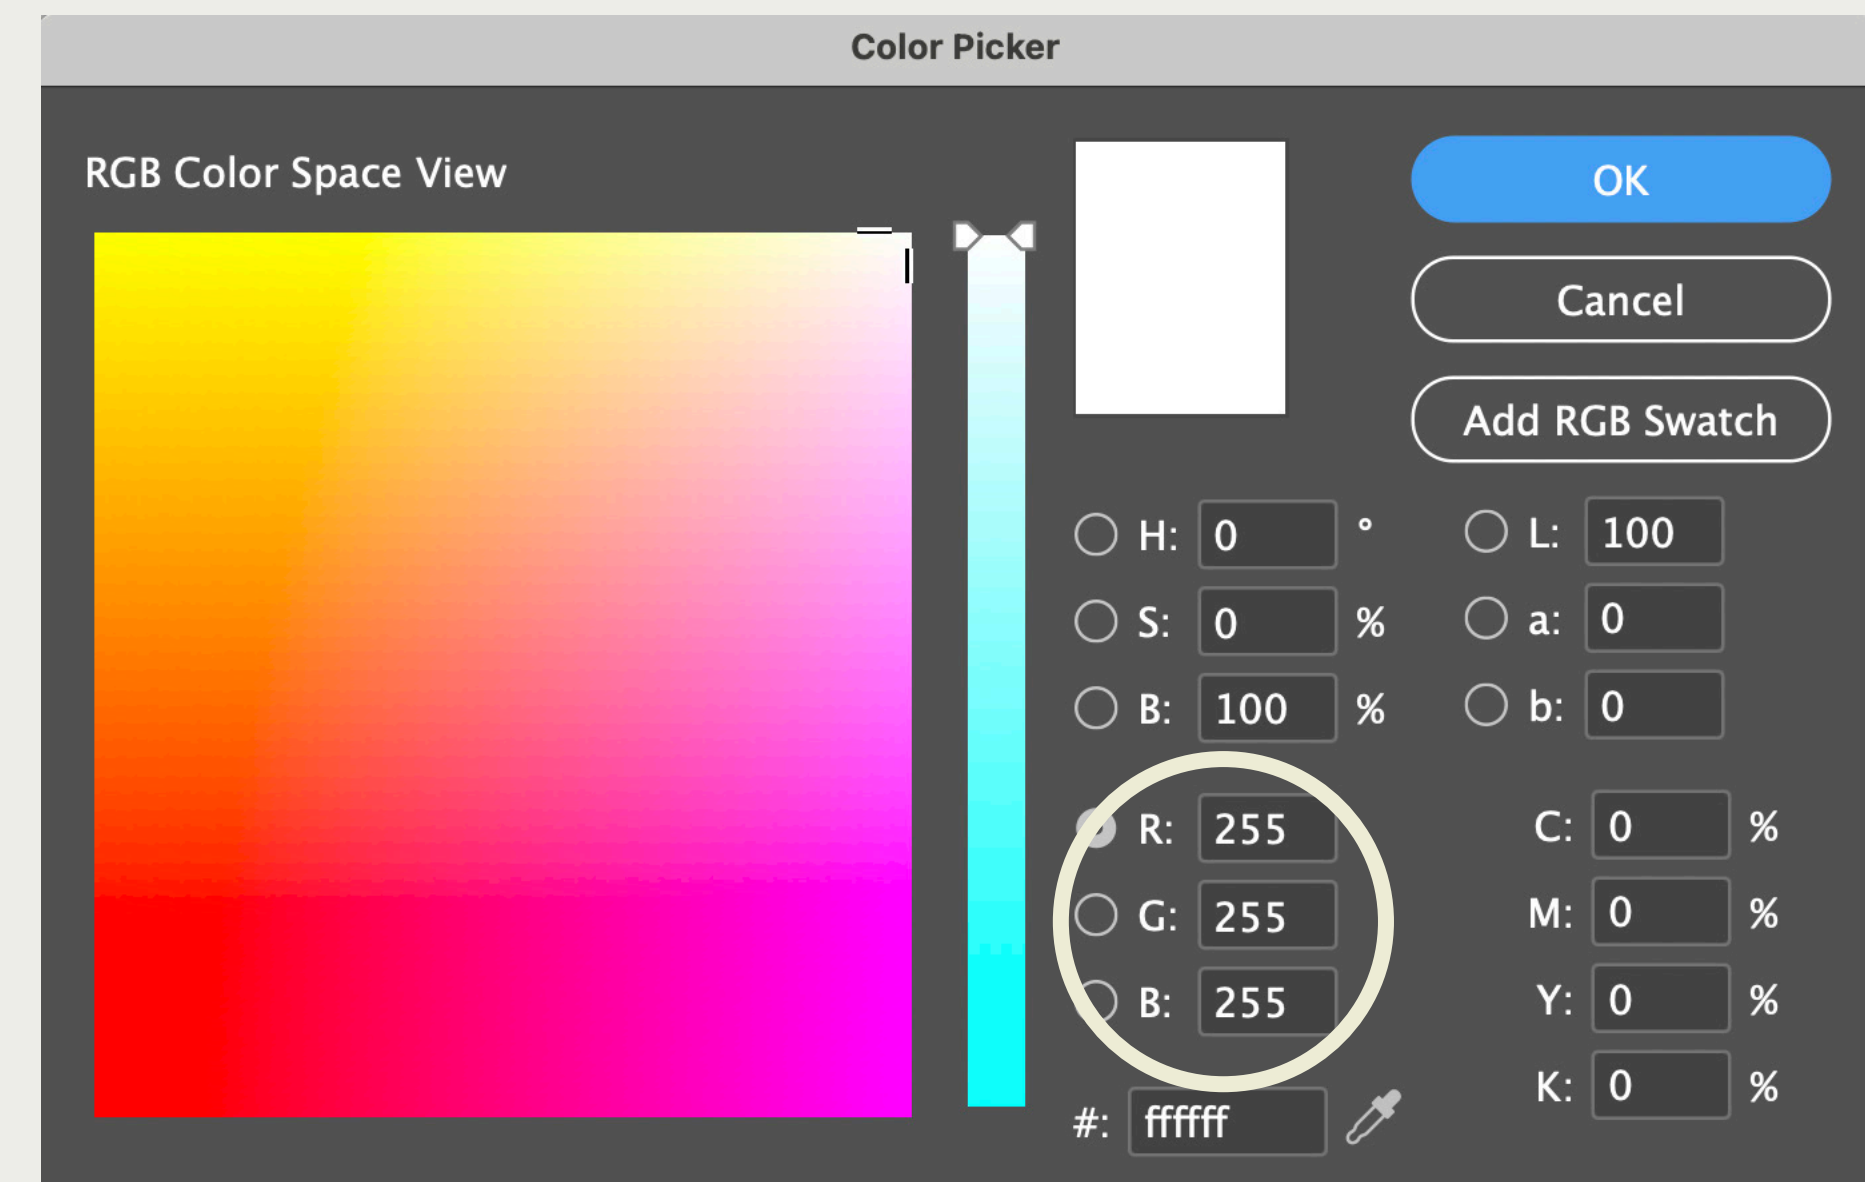 Color Picker
RGB Color Space View
OK
Cancel
Add RGB Swatch
H: 0 °
S: 0 %
B: 100 %
L: 100
a: 0
b: 0
R: 255
G: 255
B: 255
#: ffffff
C: 0 %
M: 0 %
Y: 0 %
K: 0 %